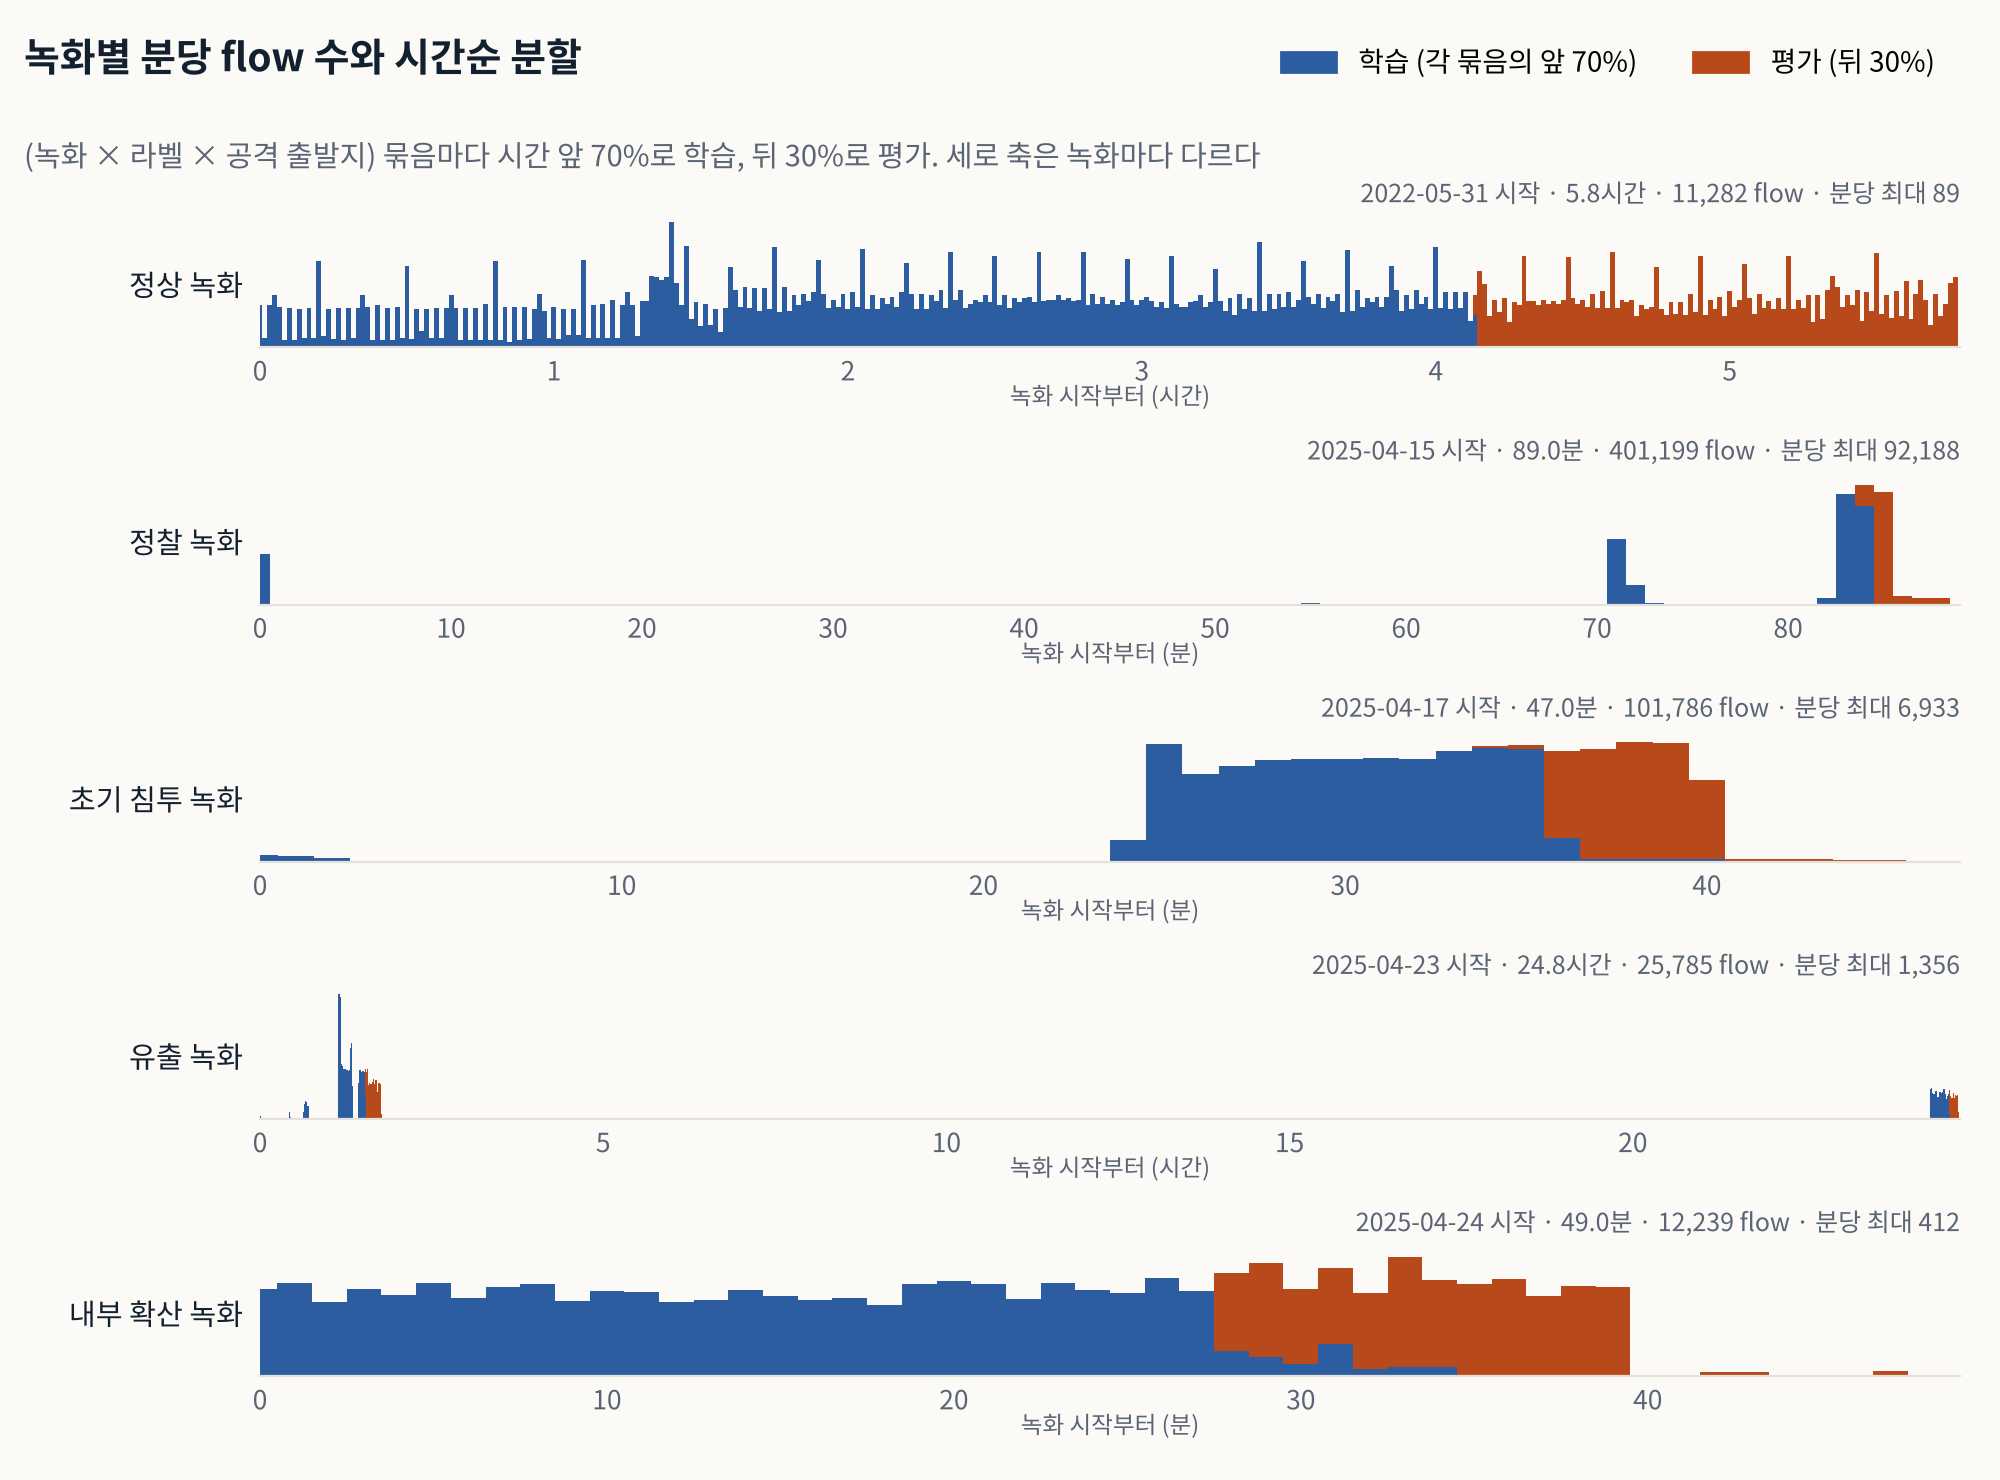 녹화별 분당 flow 수와 시간순 분할
학습 (각 묶음의 앞 70%)
평가 (뒤 30%)
(녹화 × 라벨 × 공격 출발지) 묶음마다 시간 앞 70%로 학습, 뒤 30%로 평가. 세로 축은 녹화마다 다르다
2022-05-31 시작 · 5.8시간 · 11,282 flow · 분당 최대 89
정상 녹화
0 1 2 3 4 5
녹화 시작부터 (시간)
2025-04-15 시작 · 89.0분 · 401,199 flow · 분당 최대 92,188
정찰 녹화
0 10 20 30 40 50 60 70 80
녹화 시작부터 (분)
2025-04-17 시작 · 47.0분 · 101,786 flow · 분당 최대 6,933
초기 침투 녹화
0 10 20 30 40
녹화 시작부터 (분)
2025-04-23 시작 · 24.8시간 · 25,785 flow · 분당 최대 1,356
유출 녹화
0 5 10 15 20
녹화 시작부터 (시간)
2025-04-24 시작 · 49.0분 · 12,239 flow · 분당 최대 412
내부 확산 녹화
0 10 20 30 40
녹화 시작부터 (분)